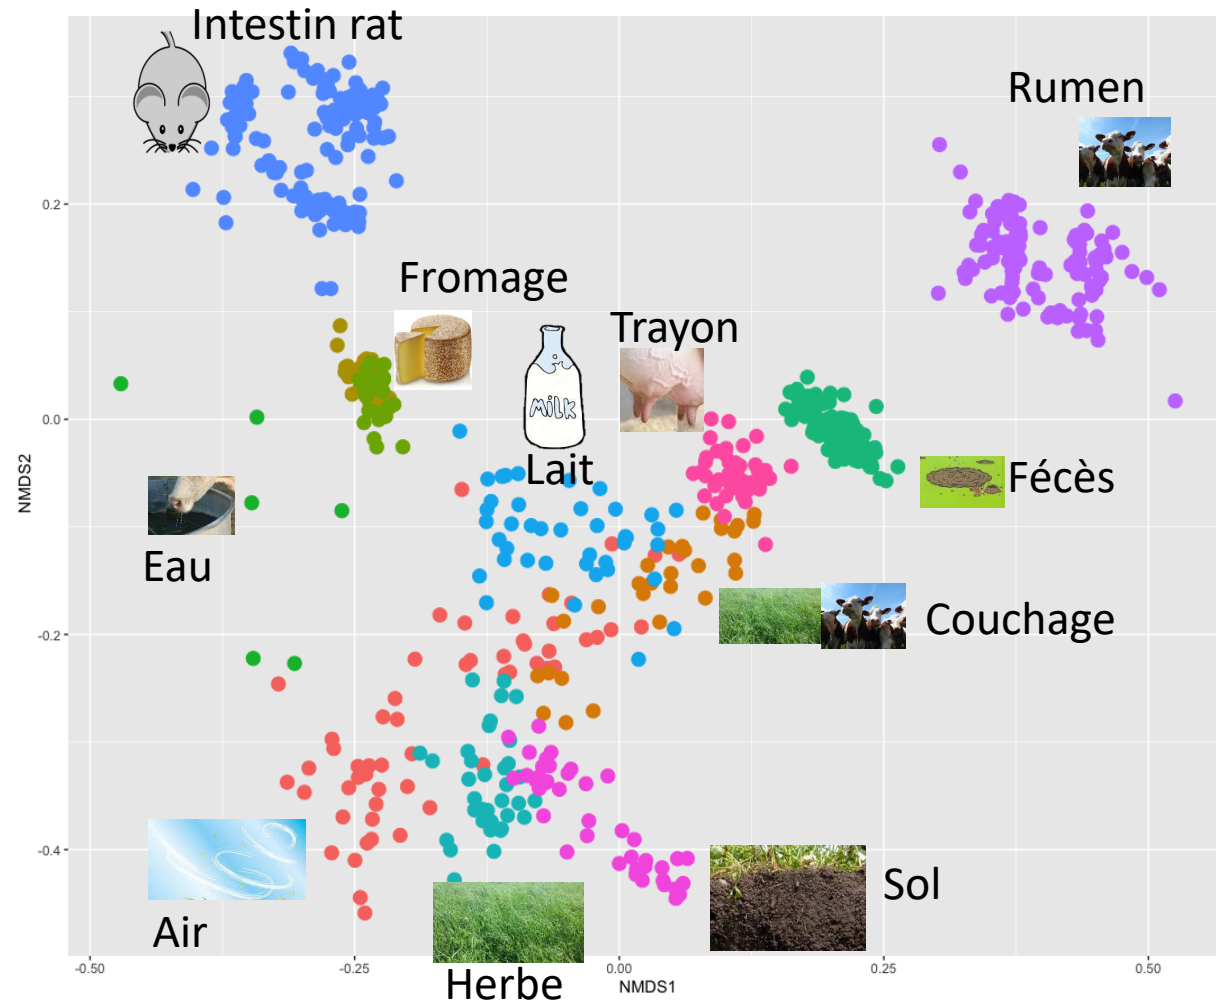 Intestin rat
Rumen
Fromage
Trayon
MiLK
Lait
Fécès
Eau
Couchage
Air
Herbe
Sol
0.2
0.0
-0.2
-0.4
NMDS2
-0.50
-0.25
0.00
0.25
0.50
NMDS1